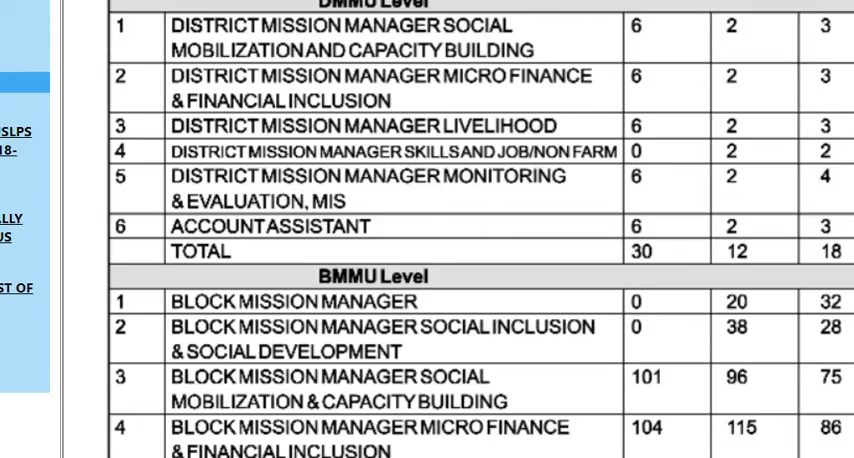 DMMU Level
1 DISTRICT MISSION MANAGER SOCIAL 6 2 3
MOBILIZATION AND CAPACITY BUILDING
2 DISTRICT MISSION MANAGER MICRO FINANCE 6 2 3
& FINANCIAL INCLUSION
3 DISTRICT MISSION MANAGER LIVELIHOOD 6 2 3
4 DISTRICT MISSION MANAGER SKILLS AND JOB/NON FARM 0 2 2
5 DISTRICT MISSION MANAGER MONITORING 6 2 4
& EVALUATION, MIS
6 ACCOUNT ASSISTANT 6 2 3
TOTAL 30 12 18
BMMU Level
1 BLOCK MISSION MANAGER 0 20 32
2 BLOCK MISSION MANAGER SOCIAL INCLUSION 0 38 28
& SOCIAL DEVELOPMENT
3 BLOCK MISSION MANAGER SOCIAL 101 96 75
MOBILIZATION & CAPACITY BUILDING
4 BLOCK MISSION MANAGER MICRO FINANCE 104 115 86
& FINANCIAL INCLUSION
SLPS
18-
LLY
US
ST OF